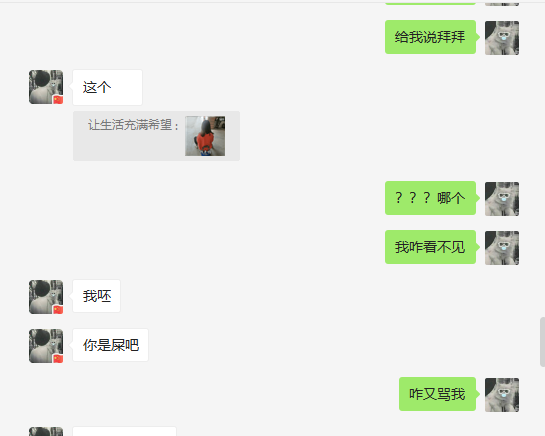 给我说拜拜
这个
让生活充满希望：
？？？哪个
我咋看不见
我呸
你是屎吧
咋又骂我